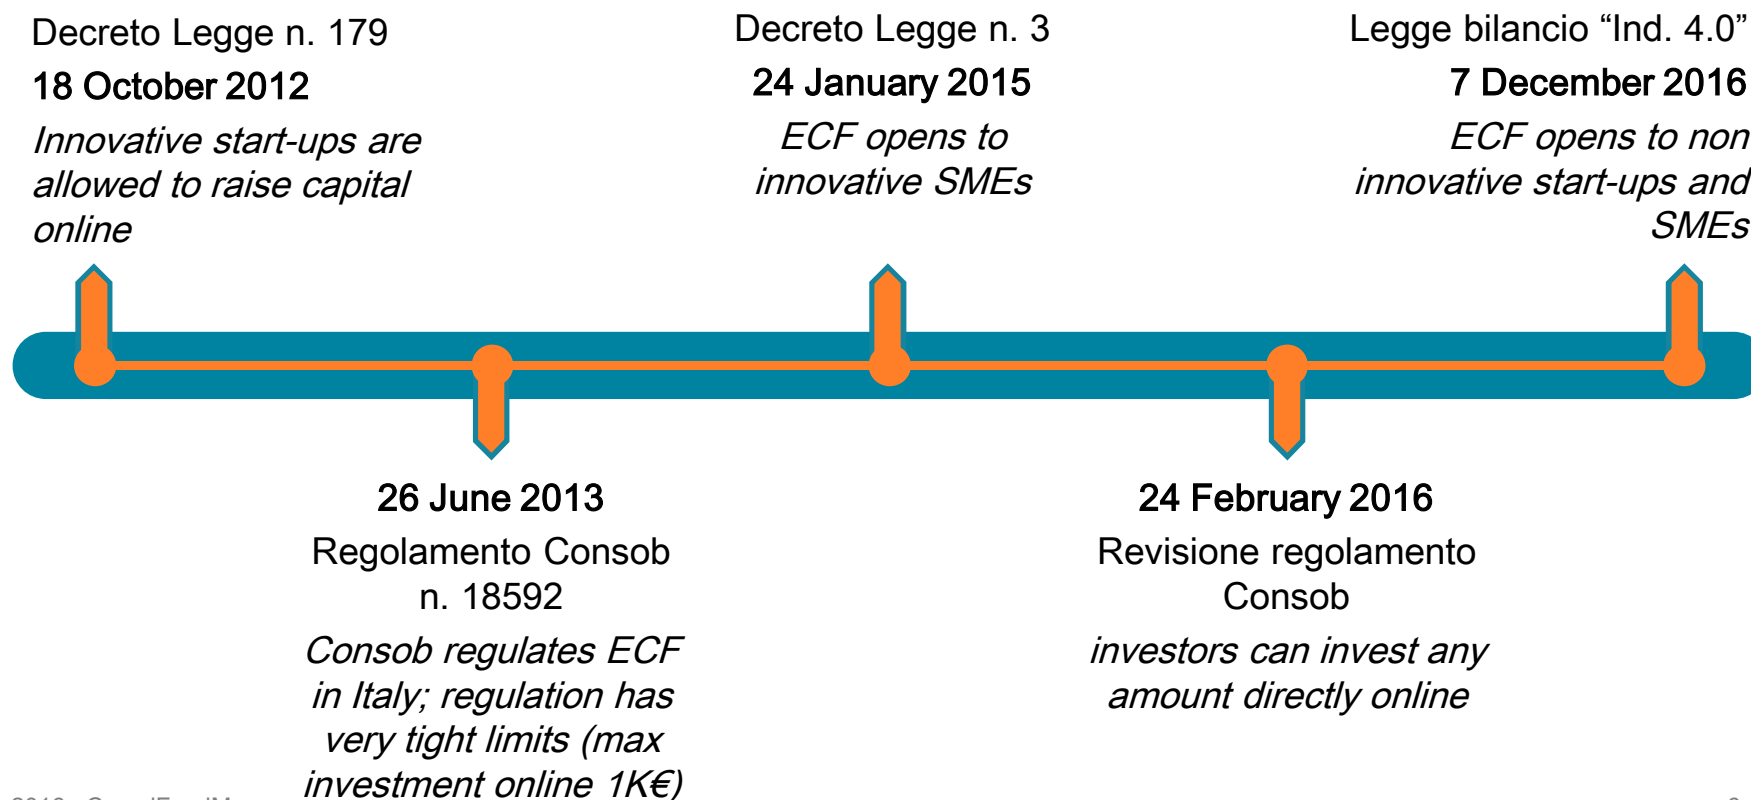 Decreto Legge n. 179
18 October 2012
Innovative start-ups are
allowed to raise capital
online
Decreto Legge n. 3
24 January 2015
ECF opens to
innovative SMEs
Legge bilancio “Ind. 4.0”
7 December 2016
ECF opens to non
innovative start-ups and
SMEs
26 June 2013
Regolamento Consob
n. 18592
Consob regulates ECF
in Italy; regulation has
very tight limits (max
investment online 1K€)
24 February 2016
Revisione regolamento
Consob
investors can invest any
amount directly online